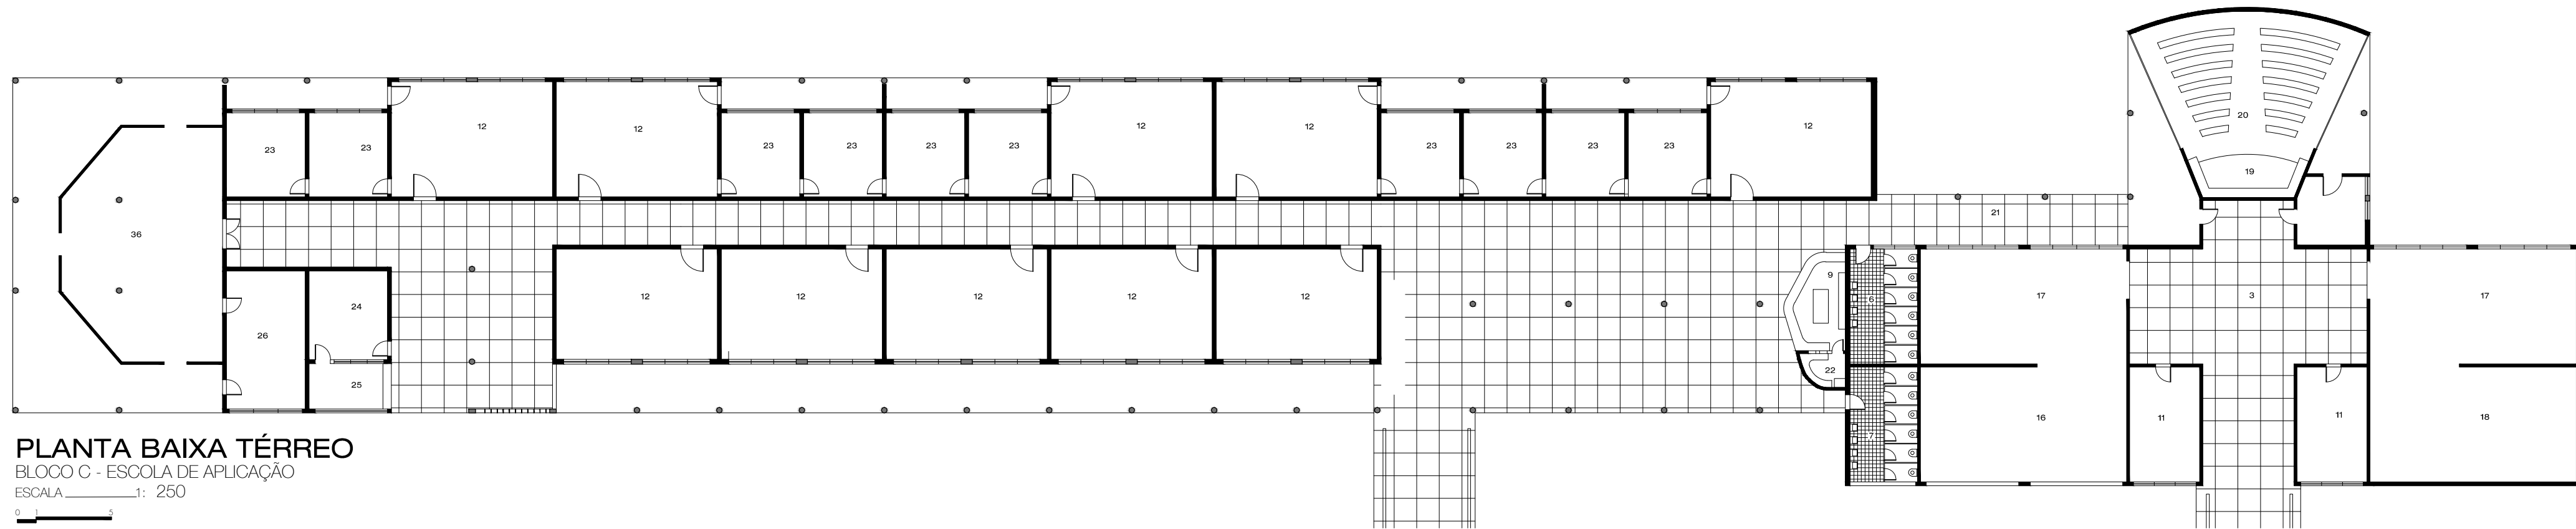 20
12 12 12 12 12
23 23 23 23 23 23 23 23 23 23
19
21
36
9
12 12 12 12 12 6 17 3 17
24
26
22
25
16 11 11 18
7
PLANTA BAIXA TÉRREO
BLOCO C - ESCOLA DE APLICAÇÃO
ESCALA 1: 250
0 1 5